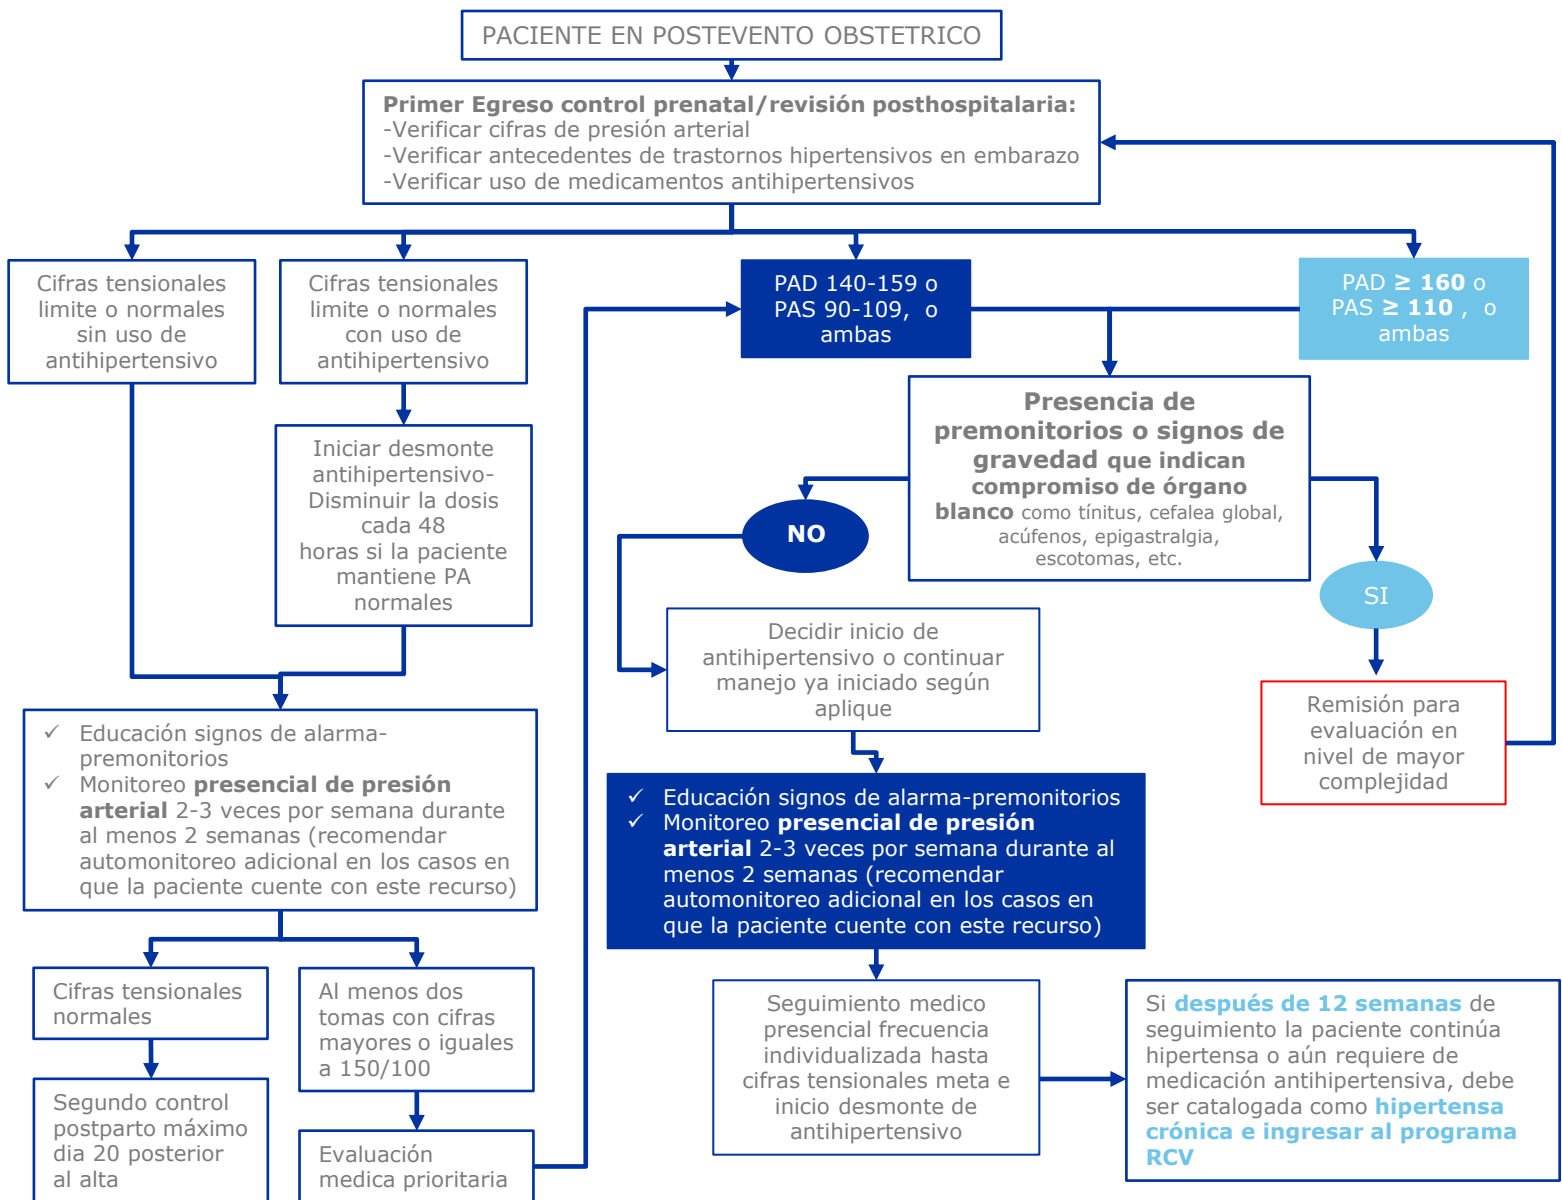 PACIENTE EN POSTEVENTO OBSTETRICO
Primer Egreso control prenatal/revisión posthospitalaria:
-Verificar cifras de presión arterial
-Verificar antecedentes de trastornos hipertensivos en embarazo
-Verificar uso de medicamentos antihipertensivos
Cifras tensionales
limite o normales
sin uso de
antihipertensivo
Cifras tensionales
limite o normales
con uso de
antihipertensivo
PAD 140-159 o
PAS 90-109, o
ambas
PAD ≥ 160 o
PAS ≥ 110 , o
ambas
Iniciar desmonte
antihipertensivo-
Disminuir la dosis
cada 48
horas si la paciente
mantiene PA
normales
Presencia de
premonitorios o signos de
gravedad que indican
compromiso de órgano
blanco como tínitus, cefalea global,
acúfenos, epigastralgia,
escotomas, etc.
NO
SI
Decidir inicio de
antihipertensivo o continuar
manejo ya iniciado según
aplique
Remisión para
evaluación en
nivel de mayor
complejidad
✓ Educación signos de alarma-
premonitorios
✓ Monitoreo presencial de presión
arterial 2-3 veces por semana durante
al menos 2 semanas (recomendar
automonitoreo adicional en los casos en
que la paciente cuente con este recurso)
✓ Educación signos de alarma-premonitorios
✓ Monitoreo presencial de presión
arterial 2-3 veces por semana durante al
menos 2 semanas (recomendar
automonitoreo adicional en los casos en
que la paciente cuente con este recurso)
Cifras tensionales
normales
Al menos dos
tomas con cifras
mayores o iguales
a 150/100
Segundo control
postparto máximo
dia 20 posterior
al alta
Evaluación
medica prioritaria
Seguimiento medico
presencial frecuencia
individualizada hasta
cifras tensionales meta e
inicio desmonte de
antihipertensivo
Si después de 12 semanas de
seguimiento la paciente continúa
hipertensa o aún requiere de
medicación antihipertensiva, debe
ser catalogada como hipertensa
crónica e ingresar al programa
RCV